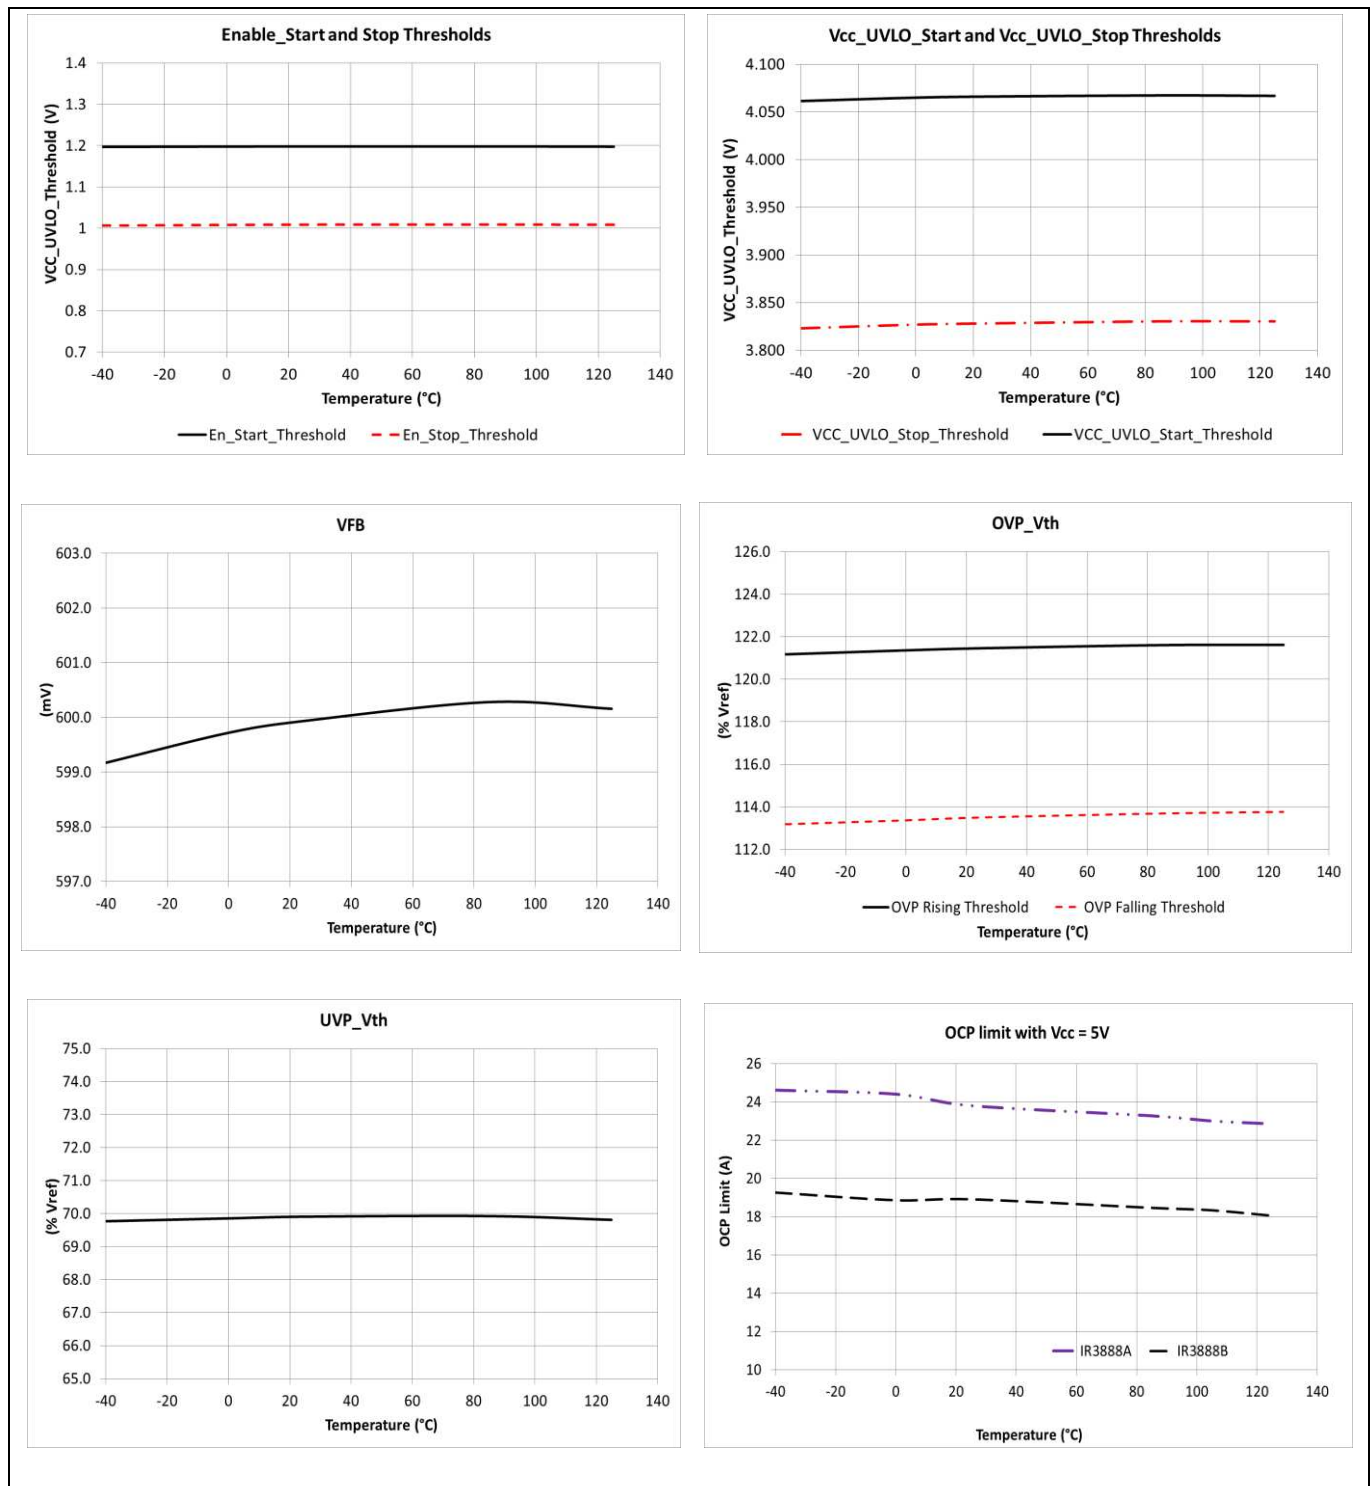 Enable_Start and Stop Thresholds
VCC_UVLO_Threshold (V)
1.4
1.3
1.2
1.1
1
0.9
0.8
0.7
-40 -20 0 20 40 60 80 100 120 140
Temperature (°C)
En_Start_Threshold En_Stop_Threshold
Vcc_UVLO_Start and Vcc_UVLO_Stop Thresholds
VCC_UVLO_Threshold (V)
4.100
4.050
4.000
3.950
3.900
3.850
3.800
-40 -20 0 20 40 60 80 100 120 140
Temperature (°C)
VCC_UVLO_Stop_Threshold VCC_UVLO_Start_Threshold
VFB
(mV)
603.0
602.0
601.0
600.0
599.0
598.0
597.0
-40 -20 0 20 40 60 80 100 120 140
Temperature (°C)
OVP_Vth
(% Vref)
126.0
124.0
122.0
120.0
118.0
116.0
114.0
112.0
-40 -20 0 20 40 60 80 100 120 140
OVP Rising Threshold OVP Falling Threshold
Temperature (°C)
UVP_Vth
(% Vref)
75.0
74.0
73.0
72.0
71.0
70.0
69.0
68.0
67.0
66.0
65.0
-40 -20 0 20 40 60 80 100 120 140
Temperature (°C)
OCP limit with Vcc = 5V
OCP Limit (A)
26
24
22
20
18
16
14
12
10
IR3888A IR3888B
-40 -20 0 20 40 60 80 100 120 140
Temperature (°C)